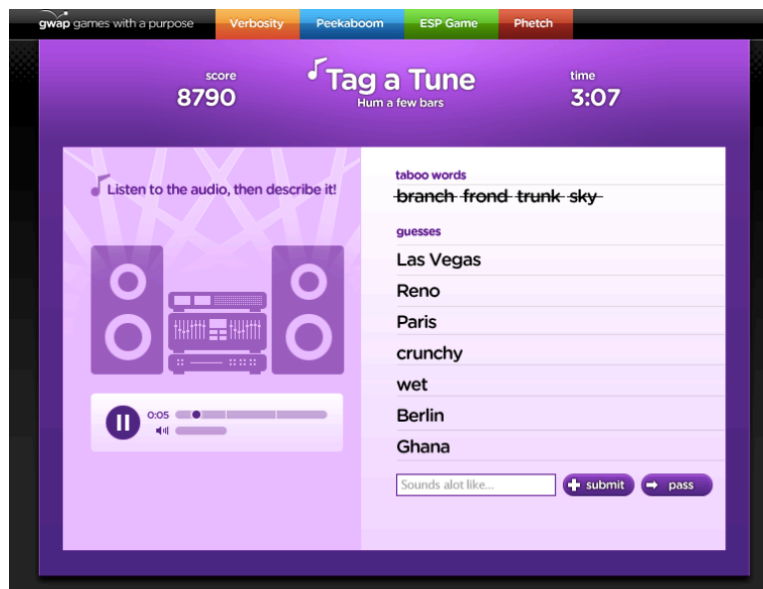 gwap games with a purpose Verbosity Peekaboom ESP Game Phetch
score
8790
Tag a Tune
Hum a few bars
time
3:07
Listen to the audio, then describe it!
0:05
taboo words
branch frond trunk sky
guesses
Las Vegas
Reno
Paris
crunchy
wet
Berlin
Ghana
Sounds alot like... submit pass